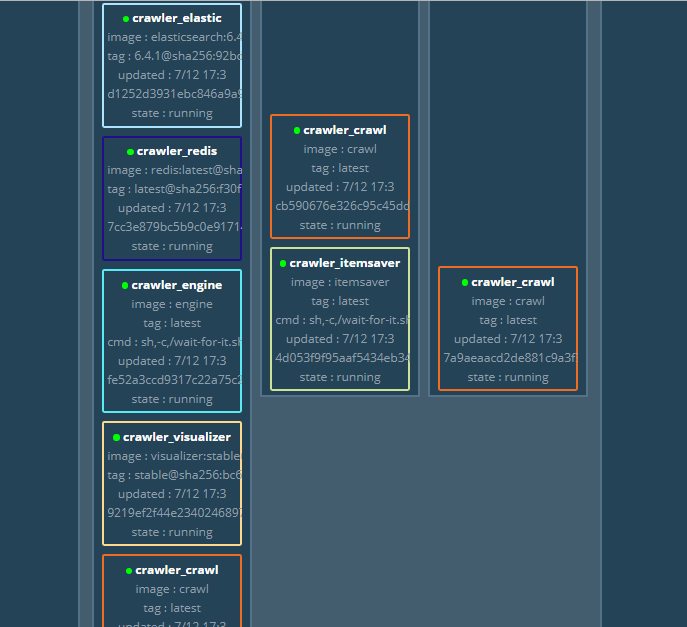 crawler_elastic
image : elasticsearch:6.4
tag : 6.4.1@sha256:92bd
updated : 7/12 17:3
d1252d3931ebc846a9a9
state : running
crawler_redis
image : redis:latest@sha
tag : latest@sha256:f30f
updated : 7/12 17:3
7cc3e879bc5b9c0e91714
state : running
crawler_engine
image : engine
tag : latest
cmd : sh,-c,/wait-for-it.sh
updated : 7/12 17:3
fe52a3ccd9317c22a75c2
state : running
crawler_visualizer
image : visualizer:stable
tag : stable@sha256:bc6
updated : 7/12 17:3
9219ef2f44e2340246897
state : running
crawler_crawl
image : crawl
tag : latest
updated : 7/12 17:3
crawler_crawl
image : crawl
tag : latest
updated : 7/12 17:3
cb590676e326c95c45dd
state : running
crawler_itemsaver
image : itemsaver
tag : latest
cmd : sh,-c,/wait-for-it.sh
updated : 7/12 17:3
4d053f9f95aaf5434eb34
state : running
crawler_crawl
image : crawl
tag : latest
updated : 7/12 17:3
7a9aeaacd2de881c9a3f
state : running